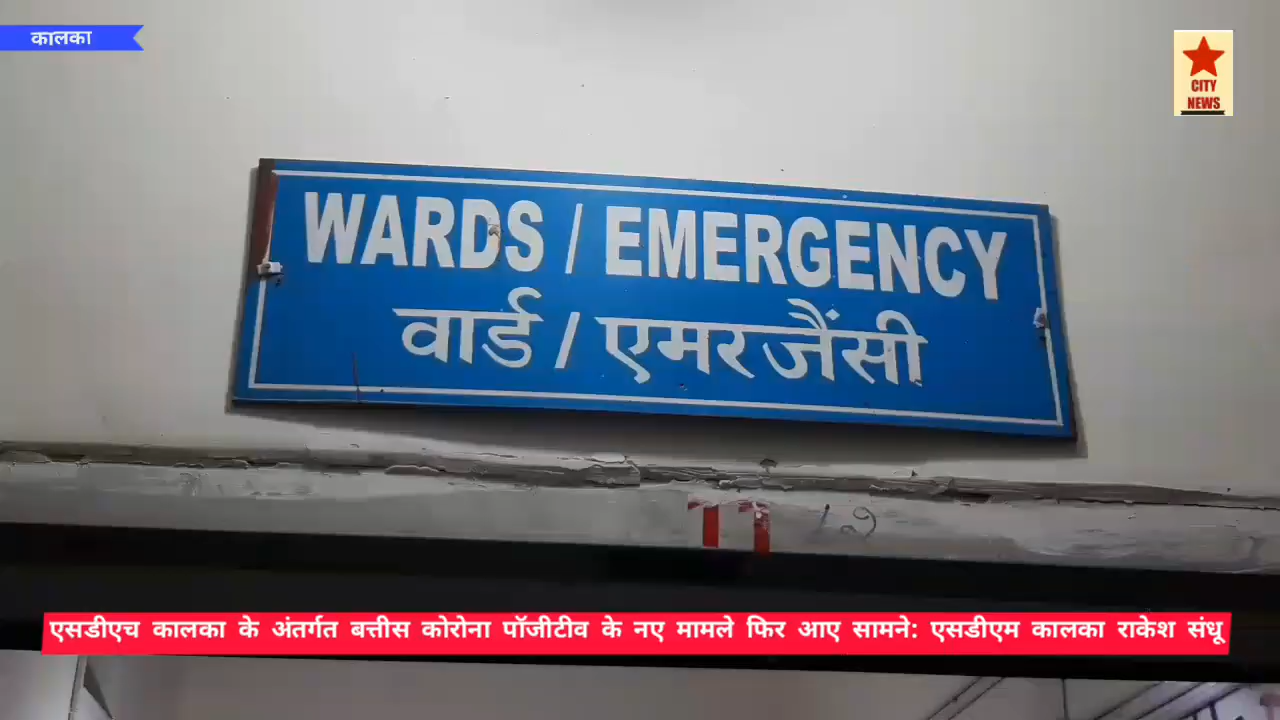 कालका
CITY
NEWS
WARDS / EMERGENCY
वार्ड / एमरजैंसी
एसडीएच कालका के अंतर्गत बत्तीस कोरोना पॉजीटीव के नए मामले फिर आए सामने: एसडीएम कालका राकेश संधू